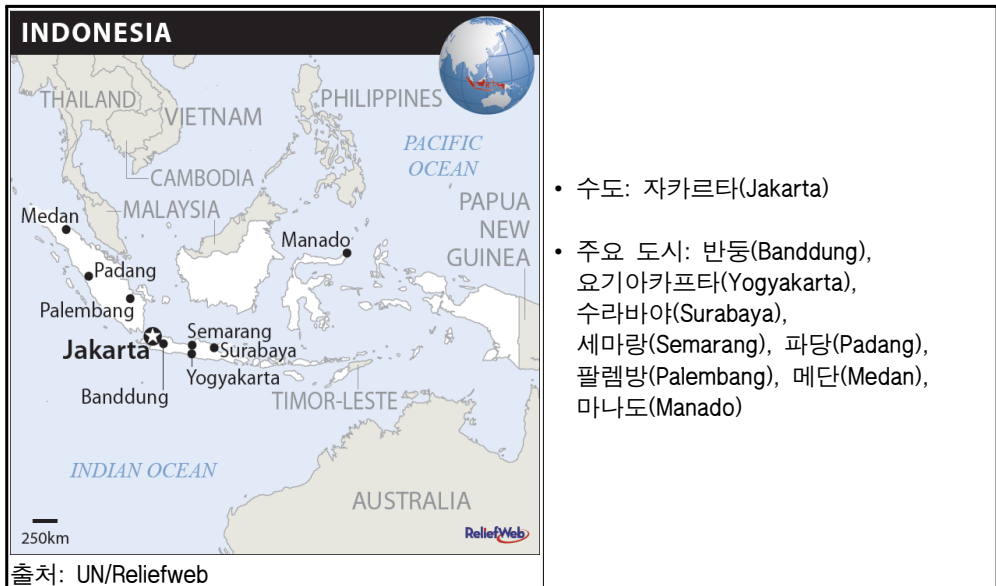 INDONESIA
THAILAND
VIETNAM
PHILIPPINES
PACIFIC
OCEAN
CAMBODIA
MALAYSIA
PAPUA
NEW
GUINEA
Medan
Manado
Padang
Palembang
Semarang
Jakarta
Surabaya
Yogyakarta
Banddung
TIMOR-LESTE
INDIAN OCEAN
AUSTRALIA
250km
ReliefWeb
출처: UN/Reliefweb
• 수도: 자카르타(Jakarta)
• 주요 도시: 반둥(Banddung),
요기아카프타(Yogyakarta),
수라바야(Surabaya),
세마랑(Semarang), 파당(Padang),
팔렘방(Palembang), 메단(Medan),
마나도(Manado)